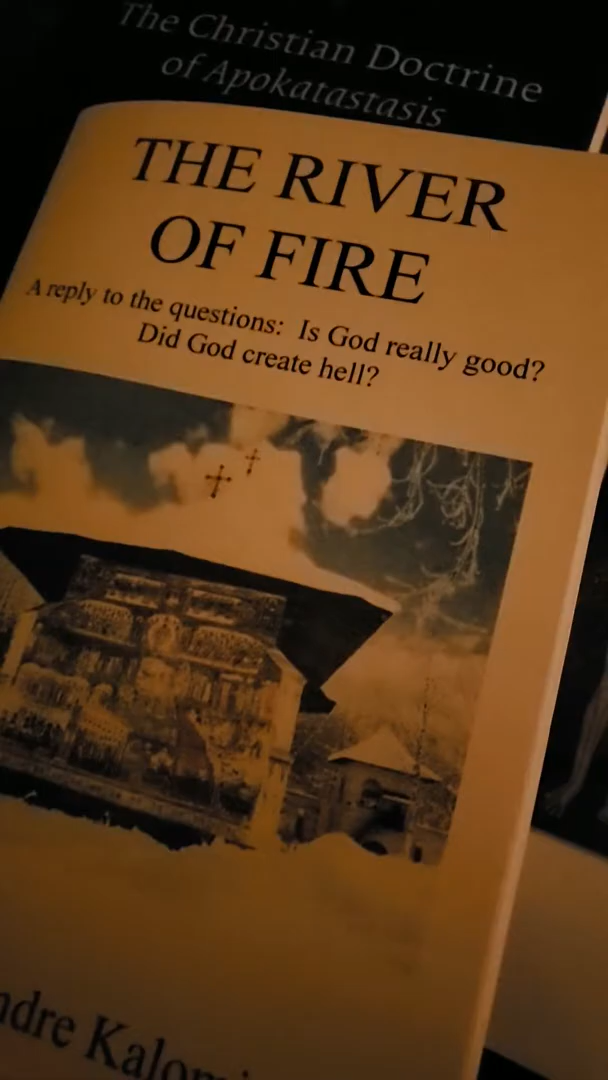 The Christian Doctrine
of Apokatastasis
THE RIVER
OF FIRE
A reply to the questions: Is God really good?
Did God create hell?
ndre Kalomi